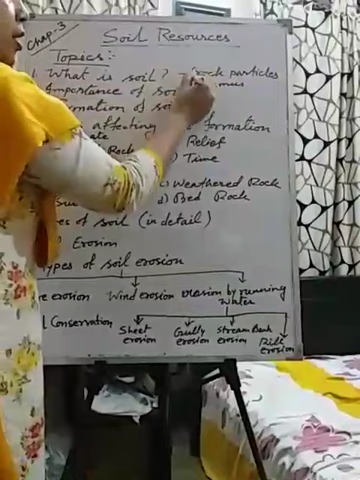 Chap. 3
Soil Resources
Topics:
1. What is soil? rock particles
Importance of soil
formation of soil
affecting formation
Rock Relief
Time
c) Weathered Rock
d) Bed Rock
of soil (in detail)
Erosion
Types of soil erosion
erosion Wind erosion erosion by running
water
Conservation Sheet erosion Gully erosion Stream Bank erosion Rill erosion